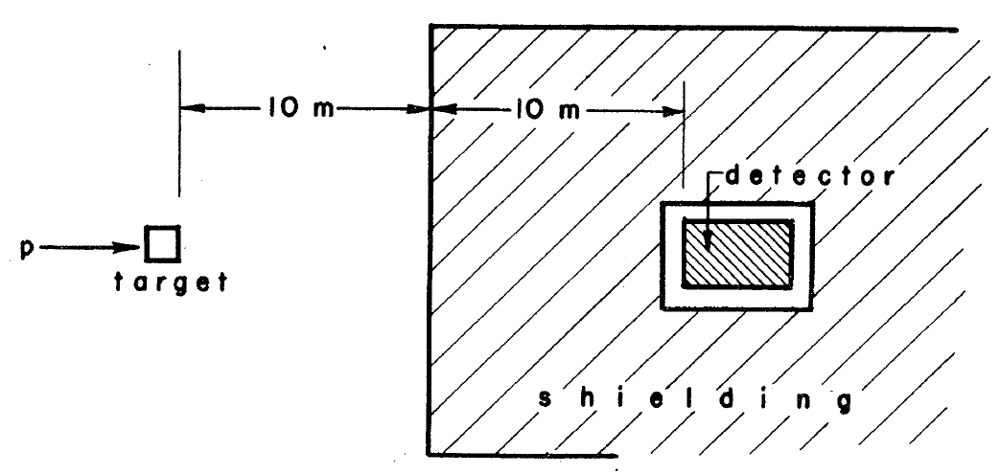 10 m
10 m
detector
p
target
shielding